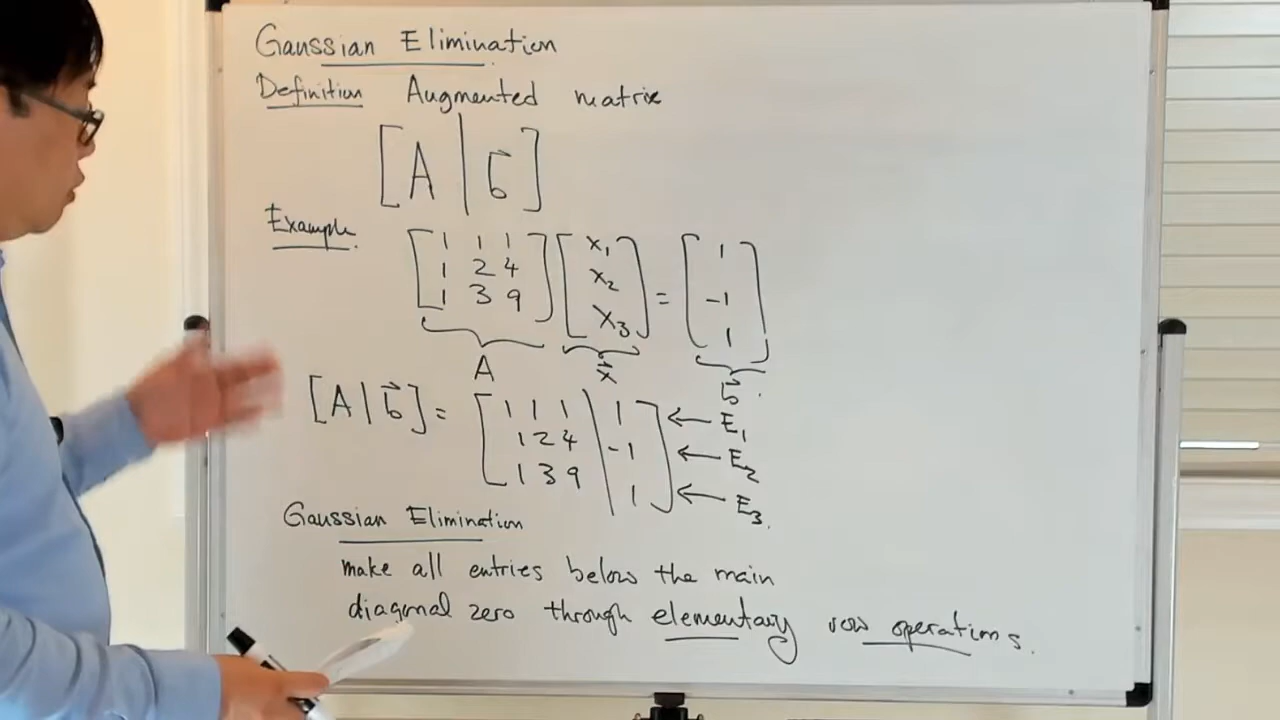 Gaussian Elimination
Definition Augmented matrix
[A | b⃗]
Example
[1 1 1] [x₁] [1]
[1 2 4] [x₂] = [-1]
[1 3 9] [x₃] [1]
A x⃗ b⃗.
[A | b⃗] = [1 1 1 | 1] ← E₁
[1 2 4 | -1] ← E₂
[1 3 9 | 1] ← E₃.
Gaussian Elimination
make all entries below the main
diagonal zero through elementary row operations.